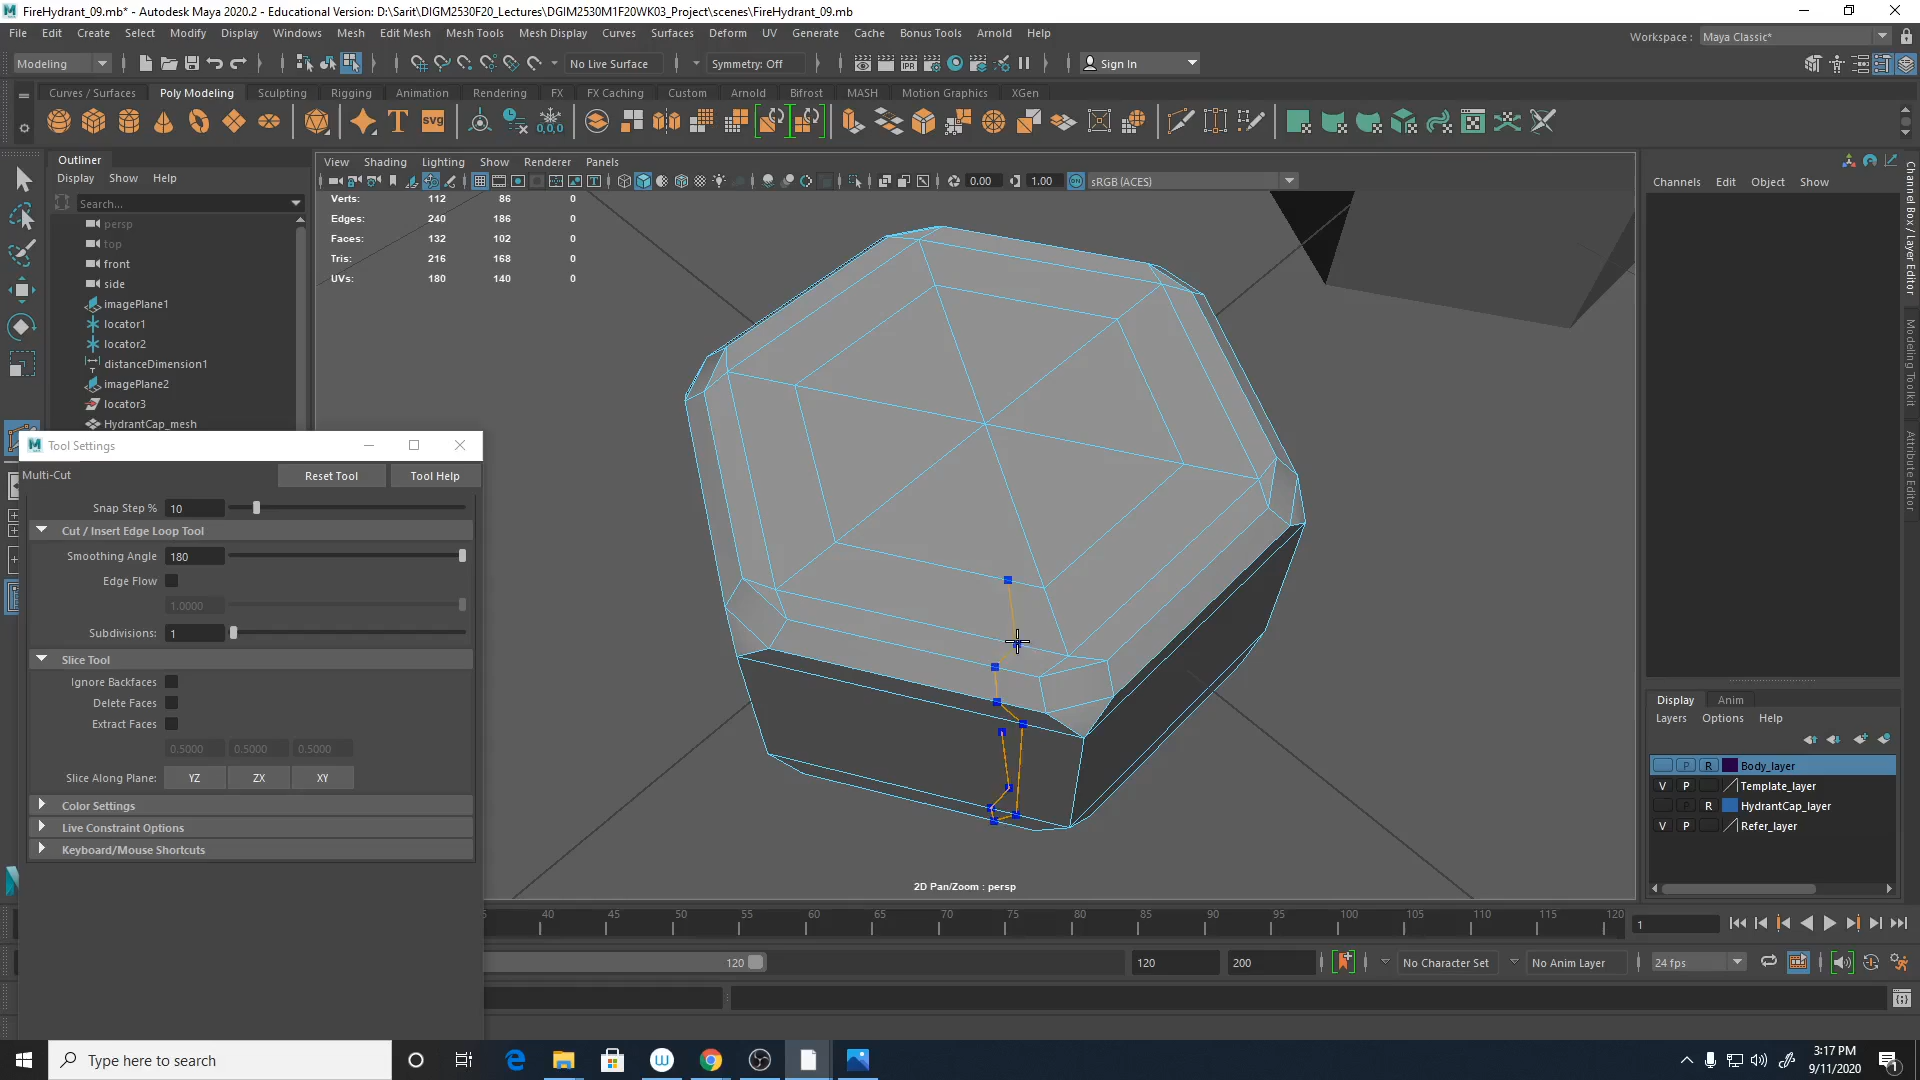 FireHydrant_09.mb* - Autodesk Maya 2020.2 - Educational Version: D:\Sarit\DIGM2530F20_Lectures\DGIM2530M1F20WK03_Project\scenes\FireHydrant_09.mb
File Edit Create Select Modify Display Windows Mesh Edit Mesh Mesh Tools Mesh Display Curves Surfaces Deform UV Generate Cache Bonus Tools Arnold Help
Workspace : Maya Classic*
Modeling No Live Surface Symmetry: Off Sign In
Curves / Surfaces Poly Modeling Sculpting Rigging Animation Rendering FX FX Caching Custom Arnold Bifrost MASH Motion Graphics XGen
Outliner
Display Show Help
Search...
persp
top
front
side
imagePlane1
locator1
locator2
distanceDimension1
imagePlane2
locator3
HydrantCap_mesh
View Shading Lighting Show Renderer Panels
0.00 1.00 sRGB (ACES)
Verts: 112 86 0
Edges: 240 186 0
Faces: 132 102 0
Tris: 216 168 0
UVs: 180 140 0
2D Pan/Zoom : persp
Tool Settings
Multi-Cut Reset Tool Tool Help
Snap Step % 10
Cut / Insert Edge Loop Tool
Smoothing Angle 180
Edge Flow
1.0000
Subdivisions: 1
Slice Tool
Ignore Backfaces
Delete Faces
Extract Faces
0.5000 0.5000 0.5000
Slice Along Plane: YZ ZX XY
Color Settings
Live Constraint Options
Keyboard/Mouse Shortcuts
Channels Edit Object Show
Channel Box / Layer Editor
Modeling Toolkit
Attribute Editor
Display Anim
Layers Options Help
P R Body_layer
V P Template_layer
P R HydrantCap_layer
V P Refer_layer
40 45 50 55 60 65 70 75 80 85 90 95 100 105 110 115 120
1
120 120 200 No Character Set No Anim Layer 24 fps
Type here to search
3:17 PM
9/11/2020